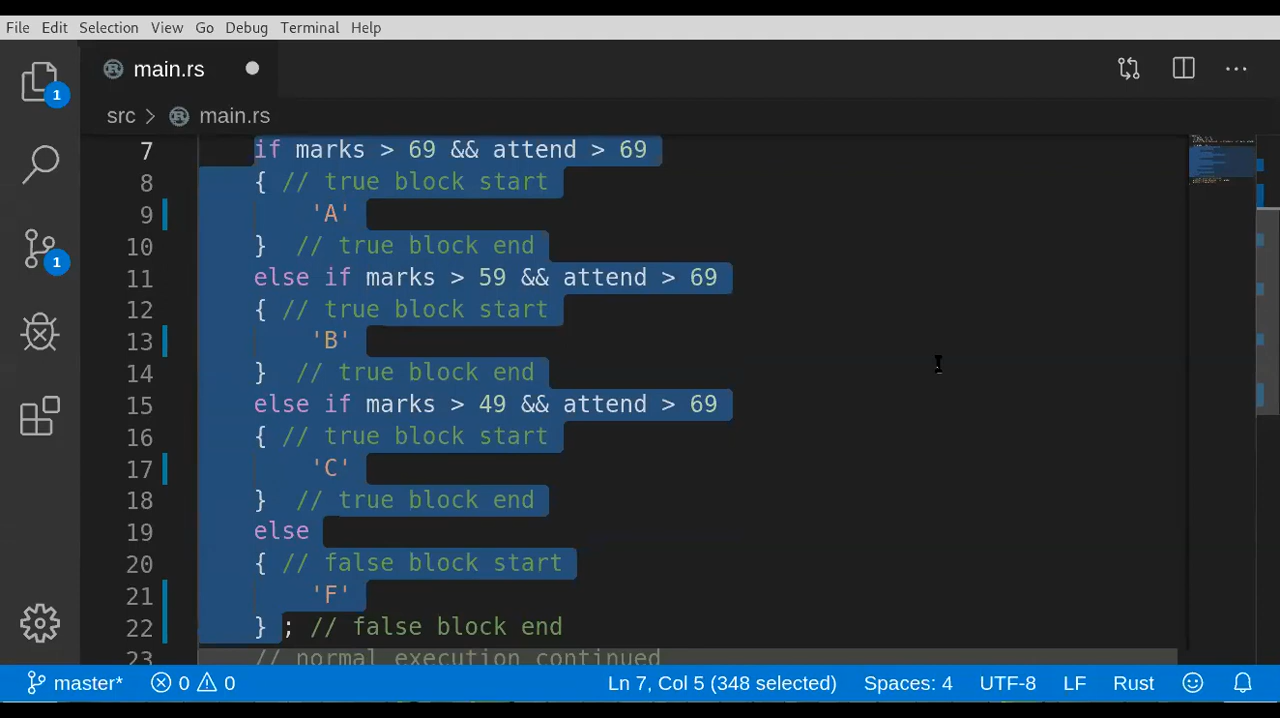 File Edit Selection View Go Debug Terminal Help
main.rs
1
src > main.rs
7 if marks > 69 && attend > 69
8 { // true block start
9 'A'
10 } // true block end
11 else if marks > 59 && attend > 69
12 { // true block start
13 'B'
14 } // true block end
15 else if marks > 49 && attend > 69
16 { // true block start
17 'C'
18 } // true block end
19 else
20 { // false block start
21 'F'
22 } ; // false block end
23 // normal execution continued
1
master* 0 0 Ln 7, Col 5 (348 selected) Spaces: 4 UTF-8 LF Rust